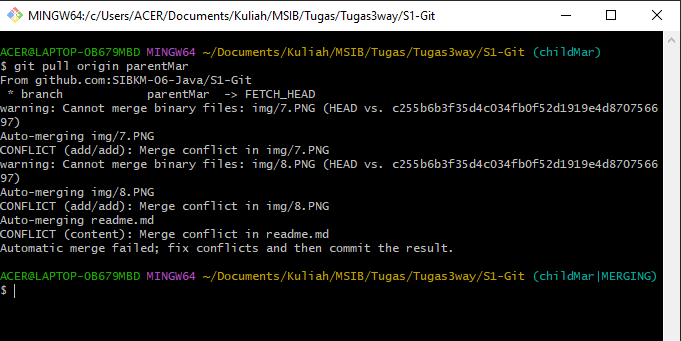 MINGW64:/c/Users/ACER/Documents/Kuliah/MSIB/Tugas/Tugas3way/S1-Git
ACER@LAPTOP-OB679MBD MINGW64 ~/Documents/Kuliah/MSIB/Tugas/Tugas3way/S1-Git (childMar)
$ git pull origin parentMar
From github.com:SIBKM-06-Java/S1-Git
 * branch            parentMar  -> FETCH_HEAD
warning: Cannot merge binary files: img/7.PNG (HEAD vs. c255b6b3f35d4c034fb0f52d1919e4d8707566
97)
Auto-merging img/7.PNG
CONFLICT (add/add): Merge conflict in img/7.PNG
warning: Cannot merge binary files: img/8.PNG (HEAD vs. c255b6b3f35d4c034fb0f52d1919e4d8707566
97)
Auto-merging img/8.PNG
CONFLICT (add/add): Merge conflict in img/8.PNG
Auto-merging readme.md
CONFLICT (content): Merge conflict in readme.md
Automatic merge failed; fix conflicts and then commit the result.
ACER@LAPTOP-OB679MBD MINGW64 ~/Documents/Kuliah/MSIB/Tugas/Tugas3way/S1-Git (childMar|MERGING)
$